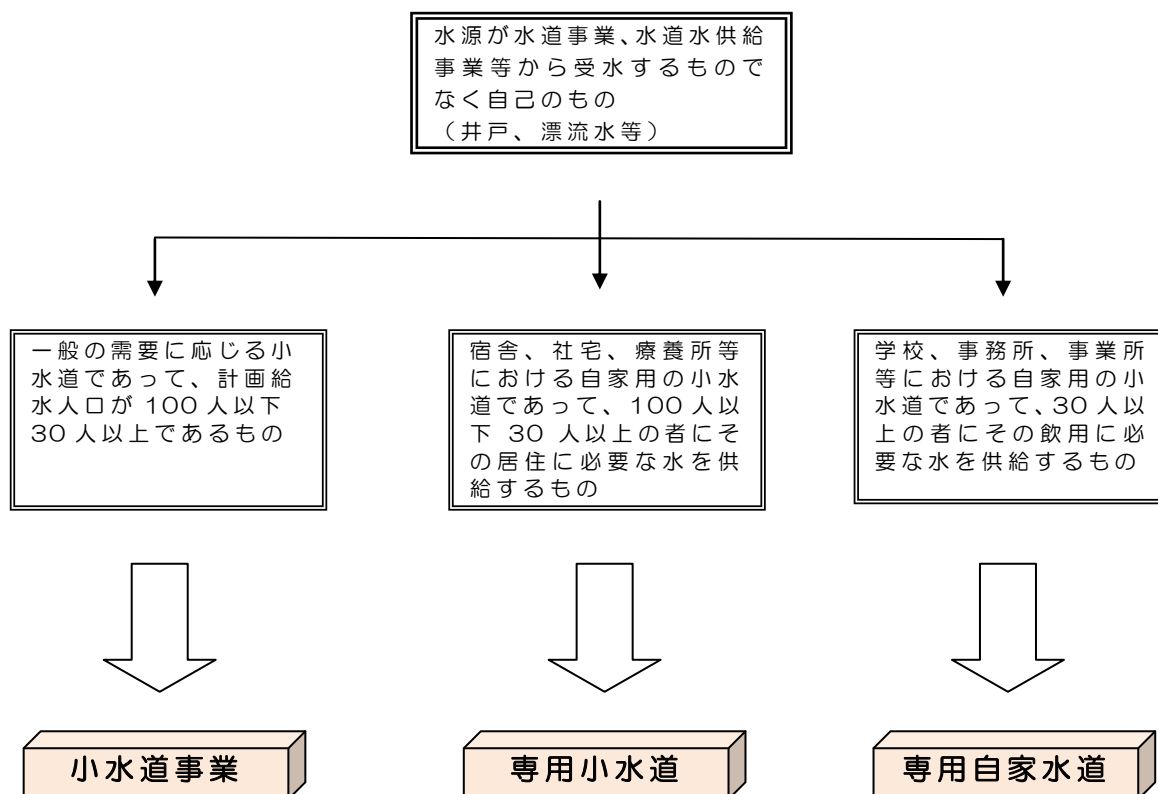 水源が水道事業、水道水供給
事業等から受水するもので
なく自己のもの
（井戸、漂流水等）
一般の需要に応じる小
水道であって、計画給
水人口が 100 人以下
30 人以上であるもの
宿舎、社宅、療養所等
における自家用の小水
道であって、100 人以
下 30 人以上の者にそ
の居住に必要な水を供
給するもの
学校、事務所、事業所
等における自家用の小
水道であって、30 人以
上の者にその飲用に必
要な水を供給するもの
小水道事業
専用小水道
専用自家水道